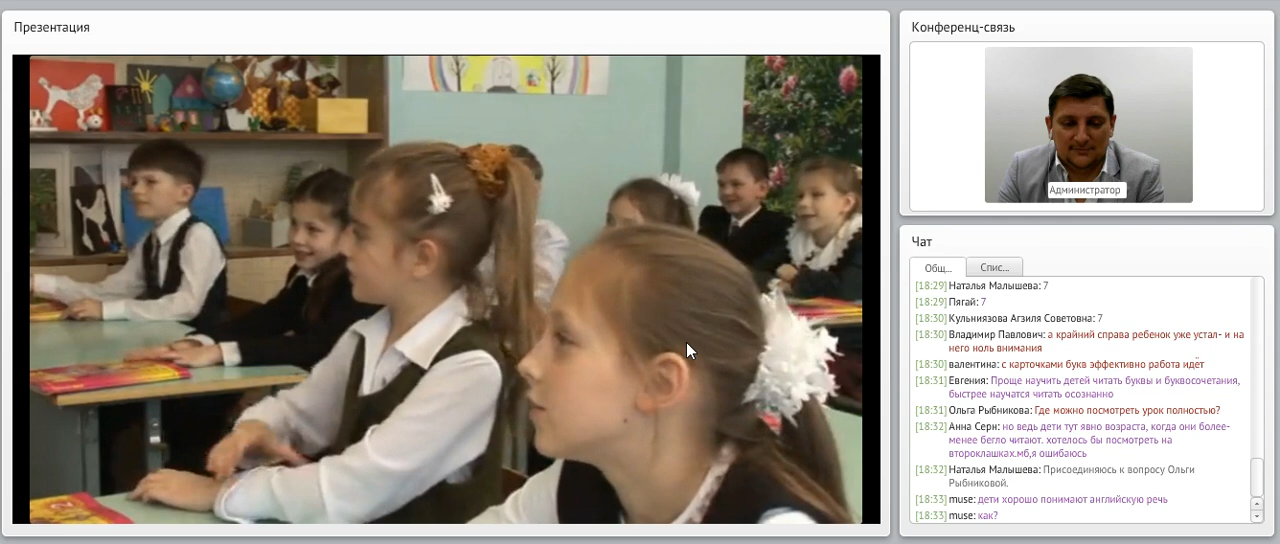 Презентация
Конференц-связь
Администратор
Чат
Общ...
Спис...
[18:29] Наталья Малышева: 7
[18:29] Пягай: 7
[18:30] Кульниязова Агзиля Советовна: 7
[18:30] Владимир Павлович: а крайний справа ребенок уже устал- и на
него ноль внимания
[18:30] валентина: с карточками букв эффективно работа идёт
[18:31] Евгения: Проще научить детей читать буквы и буквосочетания,
быстрее научатся читать осознанно
[18:31] Ольга Рыбникова: Где можно посмотреть урок полностью?
[18:32] Анна Серн: но ведь дети тут явно возраста, когда они более-
менее бегло читают. хотелось бы посмотреть на
второклашках.мб,я ошибаюсь
[18:32] Наталья Малышева: Присоединяюсь к вопросу Ольги
Рыбниковой.
[18:33] muse: дети хорошо понимают английскую речь
[18:33] muse: как?